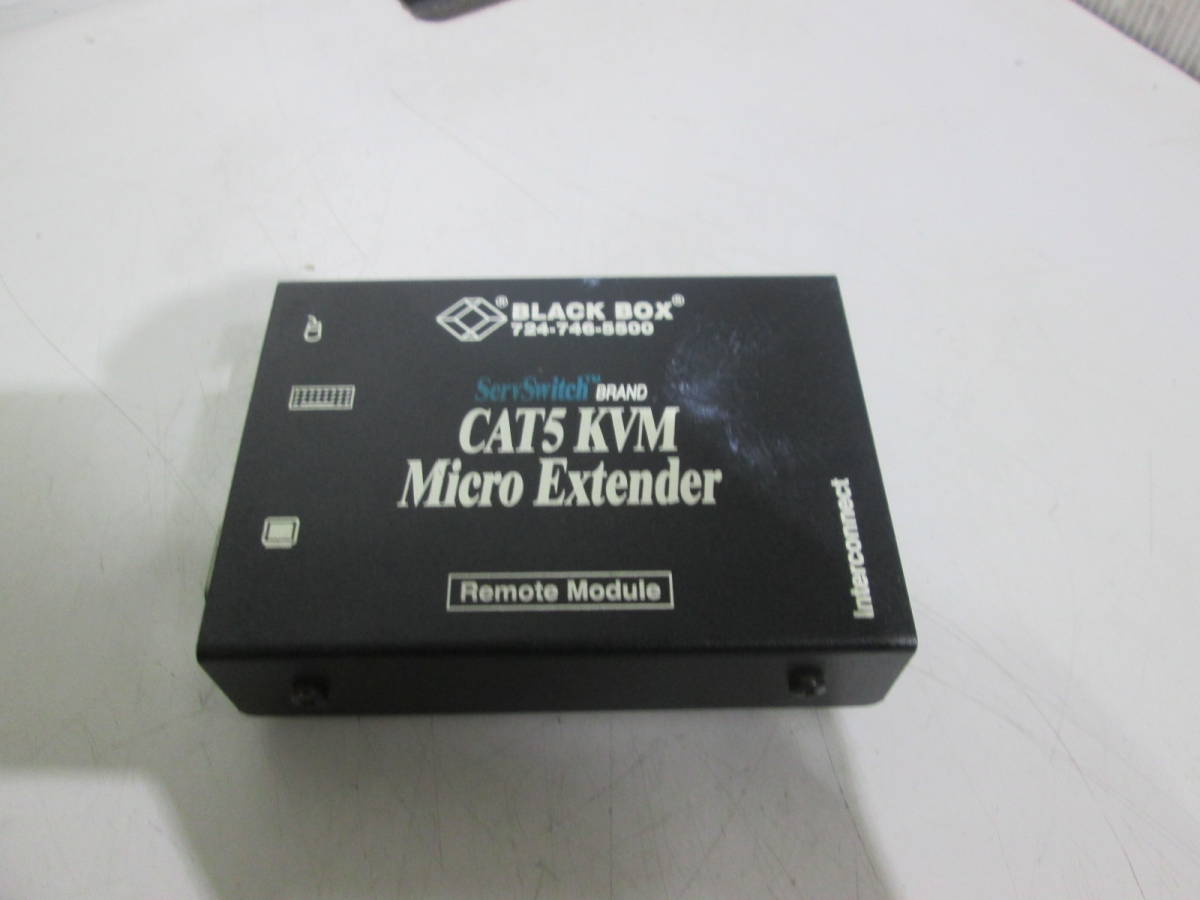 ® BLACK BOX®
724-746-5500
ServSwitch™ BRAND
CAT5 KVM
Micro Extender
Remote Module
Interconnect